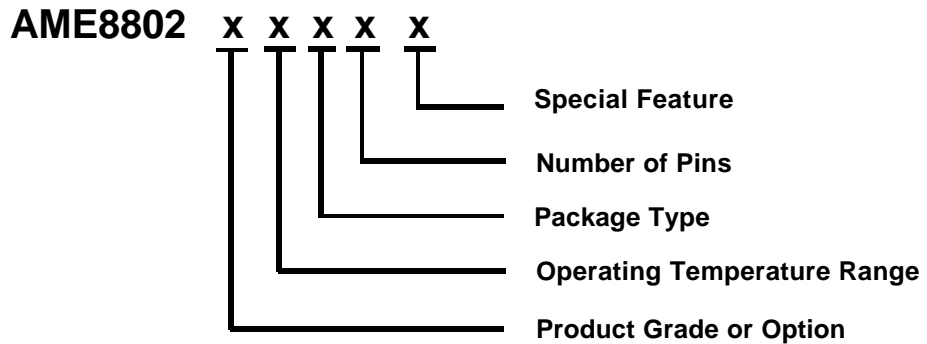 AME8802 x x x x x
Special Feature
Number of Pins
Package Type
Operating Temperature Range
Product Grade or Option